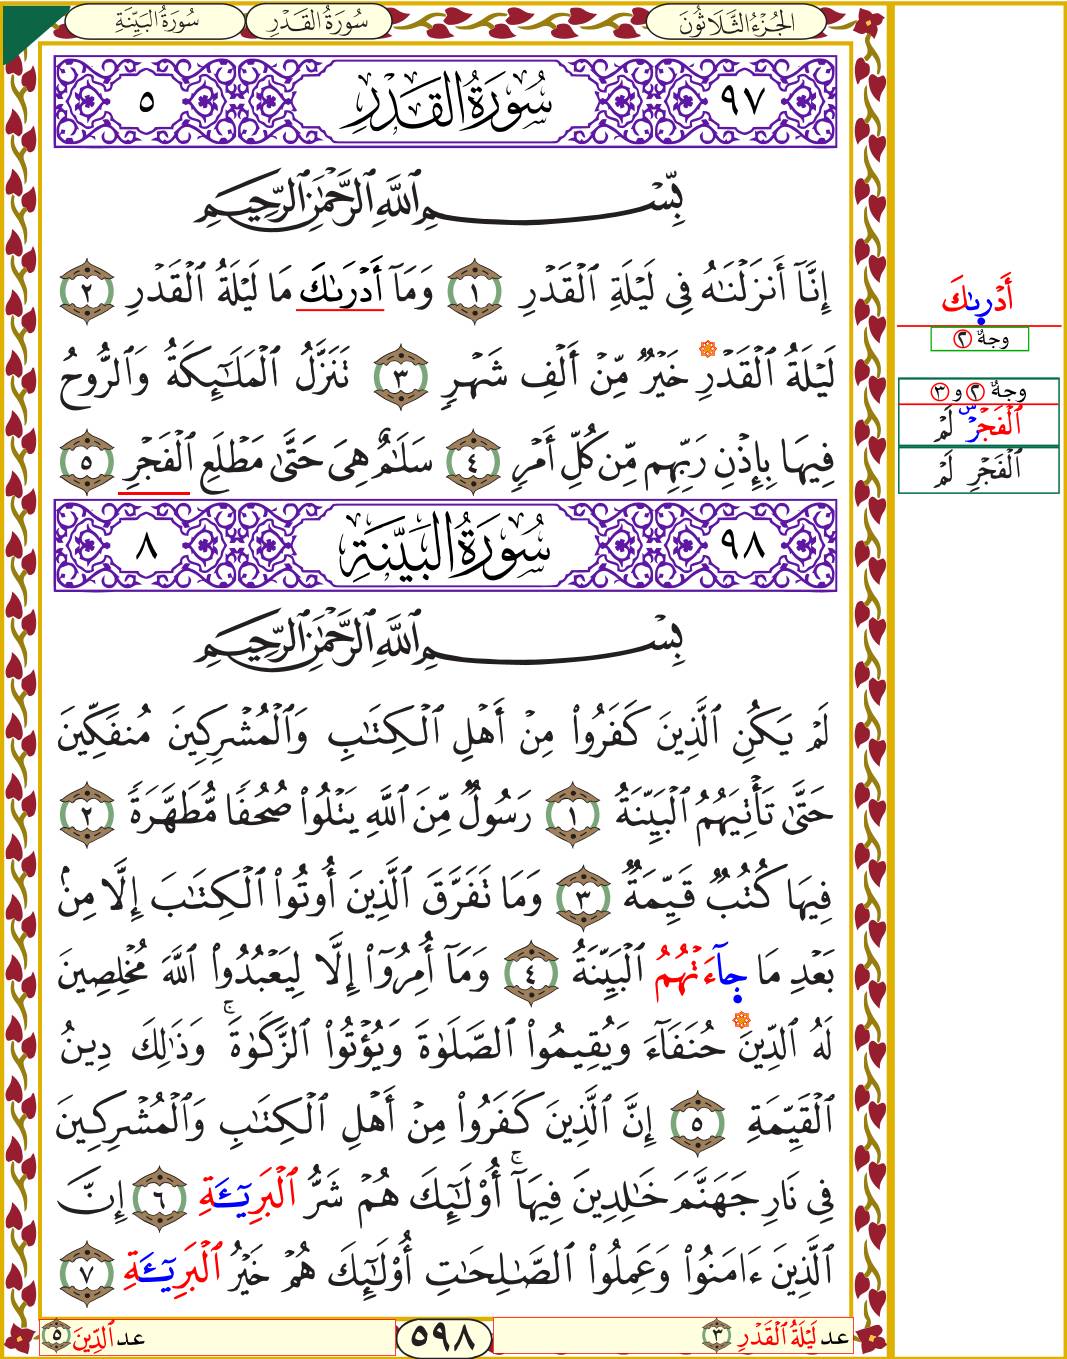 الجُزْءُ الثَّلَاثُونَ
سُورَةُ القَدْرِ
سُورَةُ البَيِّنَةِ
٩٧
سُورَةُ القَدْرِ
٥
بِّسْمِ ٱللَّهِ ٱلرَّحْمَٰنِ ٱلرَّحِيمِ
إِنَّآ أَنزَلْنَٰهُ فِى لَيْلَةِ ٱلْقَدْرِ ١ وَمَآ أَدْرَىٰكَ مَا لَيْلَةُ ٱلْقَدْرِ ٢
لَيْلَةُ ٱلْقَدْرِ خَيْرٌ مِّنْ أَلْفِ شَهْرٍ ٣ تَنَزَّلُ ٱلْمَلَٰٓئِكَةُ وَٱلرُّوحُ
فِيهَا بِإِذْنِ رَبِّهِم مِّن كُلِّ أَمْرٍ ٤ سَلَٰمٌ هِىَ حَتَّىٰ مَطْلَعِ ٱلْفَجْرِ ٥
٩٨
سُورَةُ البَيِّنَةِ
٨
بِسْمِ ٱللَّهِ ٱلرَّحْمَٰنِ ٱلرَّحِيمِ
لَمْ يَكُنِ ٱلَّذِينَ كَفَرُوا۟ مِنْ أَهْلِ ٱلْكِتَٰبِ وَٱلْمُشْرِكِينَ مُنفَكِّينَ
حَتَّىٰ تَأْتِيَهُمُ ٱلْبَيِّنَةُ ١ رَسُولٌ مِّنَ ٱللَّهِ يَتْلُوا۟ صُحُفًا مُّطَهَّرَةً ٢
فِيهَا كُتُبٌ قَيِّمَةٌ ٣ وَمَا تَفَرَّقَ ٱلَّذِينَ أُوتُوا۟ ٱلْكِتَٰبَ إِلَّا مِنۢ
بَعْدِ مَا جَآءَتْهُمُ ٱلْبَيِّنَةُ ٤ وَمَآ أُمِرُوٓا۟ إِلَّا لِيَعْبُدُوا۟ ٱللَّهَ مُخْلِصِينَ
لَهُ ٱلدِّينَ حُنَفَآءَ وَيُقِيمُوا۟ ٱلصَّلَوٰةَ وَيُؤْتُوا۟ ٱلزَّكَوٰةَ ۚ وَذَٰلِكَ دِينُ
ٱلْقَيِّمَةِ ٥ إِنَّ ٱلَّذِينَ كَفَرُوا۟ مِنْ أَهْلِ ٱلْكِتَٰبِ وَٱلْمُشْرِكِينَ
فِى نَارِ جَهَنَّمَ خَٰلِدِينَ فِيهَآ ۚ أُو۟لَٰٓئِكَ هُمْ شَرُّ ٱلْبَرِيٓـَٔةِ ٦ إِنَّ
ٱلَّذِينَ ءَامَنُوا۟ وَعَمِلُوا۟ ٱلصَّٰلِحَٰتِ أُو۟لَٰٓئِكَ هُمْ خَيْرُ ٱلْبَرِيٓـَٔةِ ٧
أَدْرَىٰكَ
وجهٌ ٢
وجهٌ ٢ و ٣
ٱلْفَجْرِ س لَمْ
ٱلْفَجْرِ لَمْ
عد لَيْلَةُ ٱلْقَدْرِ ٣
٥٩٨
عد ٱلدِّينَ ٥